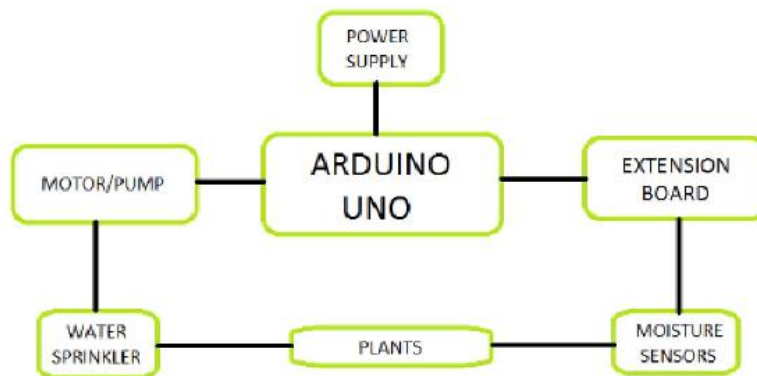 POWER
SUPPLY
MOTOR/PUMP
ARDUINO
UNO
EXTENSION
BOARD
WATER
SPRINKLER
PLANTS
MOISTURE
SENSORS